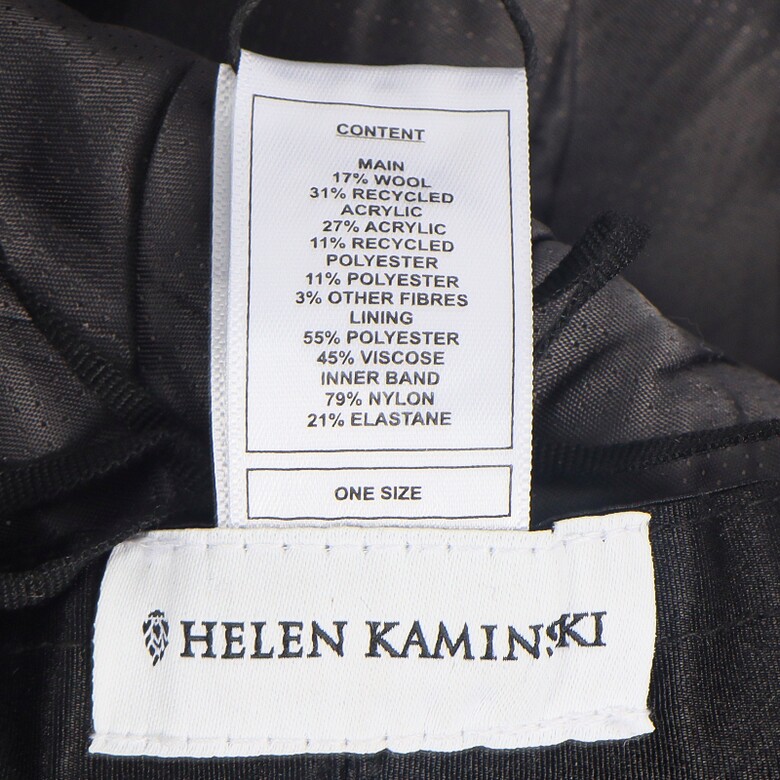 CONTENT
MAIN
17% WOOL
31% RECYCLED
ACRYLIC
27% ACRYLIC
11% RECYCLED
POLYESTER
11% POLYESTER
3% OTHER FIBRES
LINING
55% POLYESTER
45% VISCOSE
INNER BAND
79% NYLON
21% ELASTANE
ONE SIZE
HELEN KAMINSKI